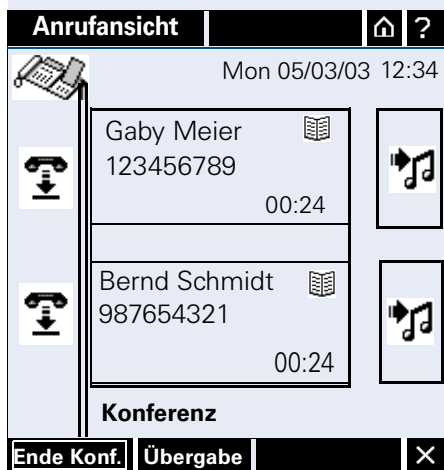 Anrufansicht ?
Mon 05/03/03 12:34
Gaby Meier
123456789
00:24
Bernd Schmidt
987654321
00:24
Konferenz
Ende Konf. Übergabe